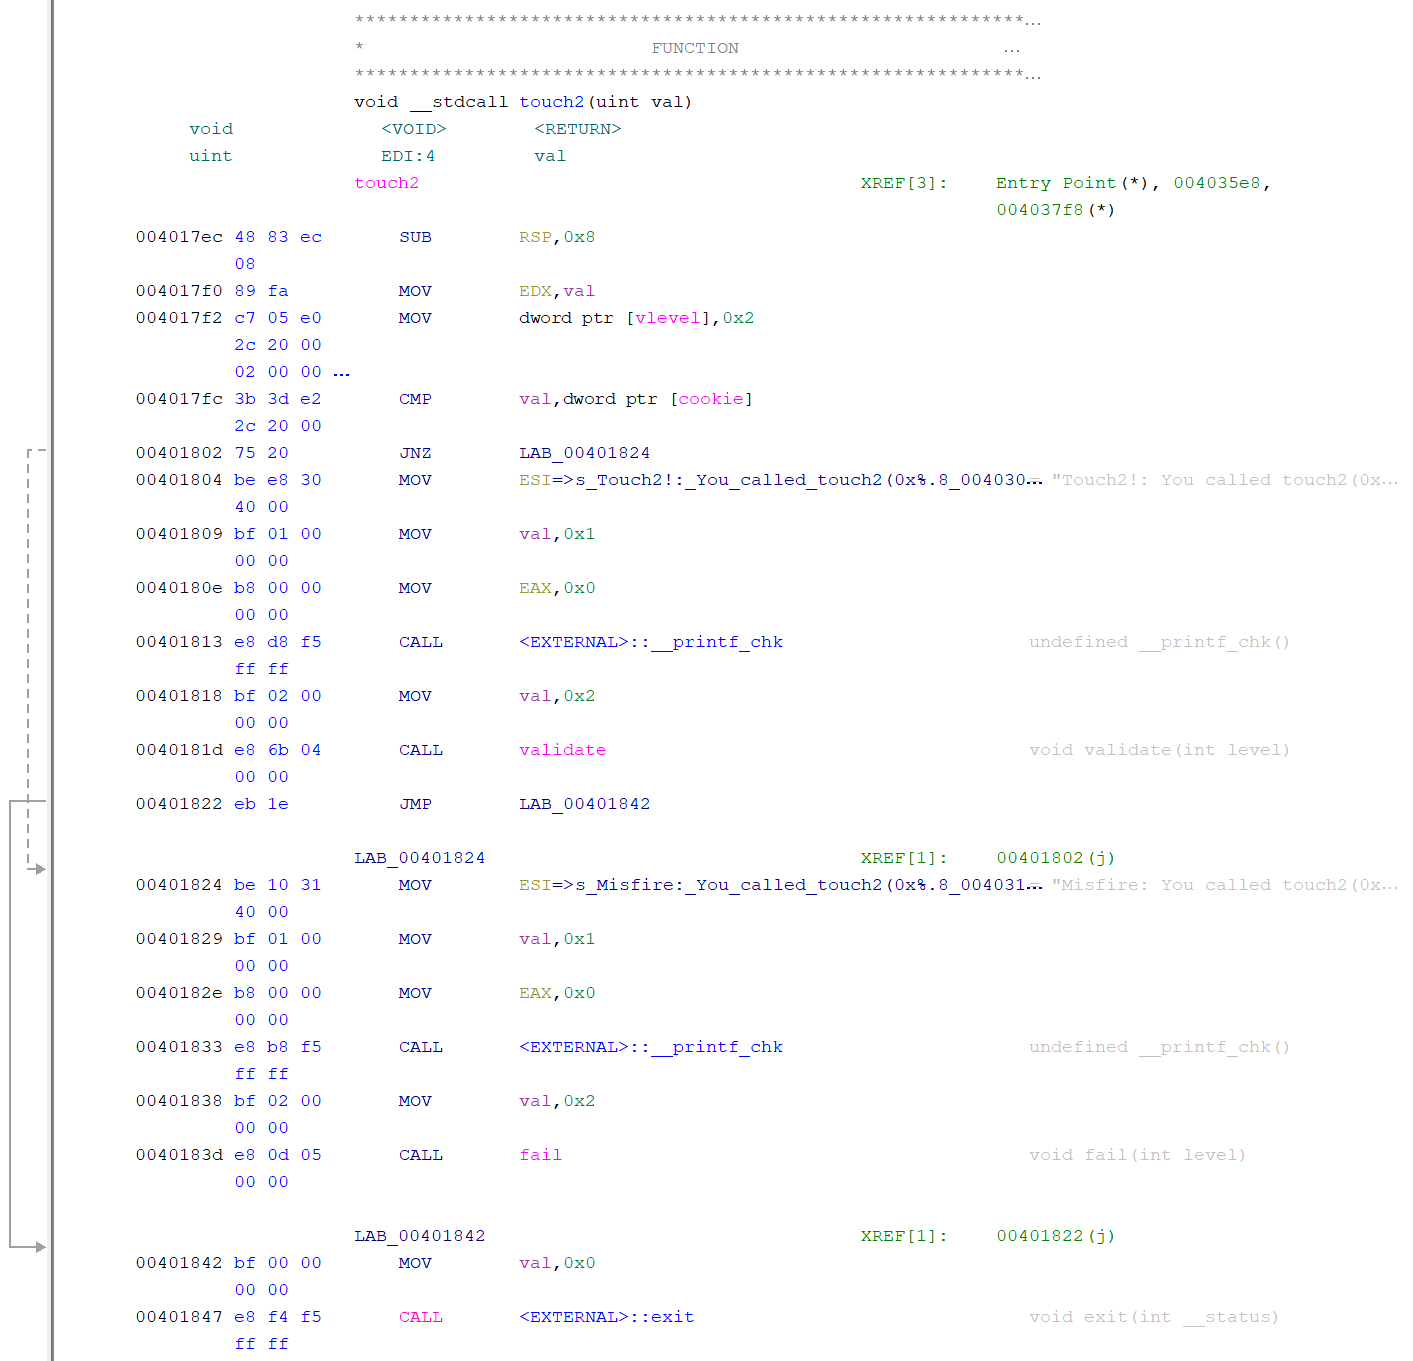 *************************************************************...
* FUNCTION ...
*************************************************************...
void __stdcall touch2(uint val)
void <VOID> <RETURN>
uint EDI:4 val
touch2 XREF[3]: Entry Point(*), 004035e8,
004037f8(*)
004017ec 48 83 ec SUB RSP,0x8
08
004017f0 89 fa MOV EDX,val
004017f2 c7 05 e0 MOV dword ptr [vlevel],0x2
2c 20 00
02 00 00 ...
004017fc 3b 3d e2 CMP val,dword ptr [cookie]
2c 20 00
00401802 75 20 JNZ LAB_00401824
00401804 be e8 30 MOV ESI=>s_Touch2!:_You_called_touch2(0x%.8_004030... = "Touch2!: You called touch2(0x...
40 00
00401809 bf 01 00 MOV val,0x1
00 00
0040180e b8 00 00 MOV EAX,0x0
00 00
00401813 e8 d8 f5 CALL <EXTERNAL>::__printf_chk undefined __printf_chk()
ff ff
00401818 bf 02 00 MOV val,0x2
00 00
0040181d e8 6b 04 CALL validate void validate(int level)
00 00
00401822 eb 1e JMP LAB_00401842
LAB_00401824 XREF[1]: 00401802(j)
00401824 be 10 31 MOV ESI=>s_Misfire:_You_called_touch2(0x%.8_004031... = "Misfire: You called touch2(0x...
40 00
00401829 bf 01 00 MOV val,0x1
00 00
0040182e b8 00 00 MOV EAX,0x0
00 00
00401833 e8 b8 f5 CALL <EXTERNAL>::__printf_chk undefined __printf_chk()
ff ff
00401838 bf 02 00 MOV val,0x2
00 00
0040183d e8 0d 05 CALL fail void fail(int level)
00 00
LAB_00401842 XREF[1]: 00401822(j)
00401842 bf 00 00 MOV val,0x0
00 00
00401847 e8 f4 f5 CALL <EXTERNAL>::exit void exit(int __status)
ff ff